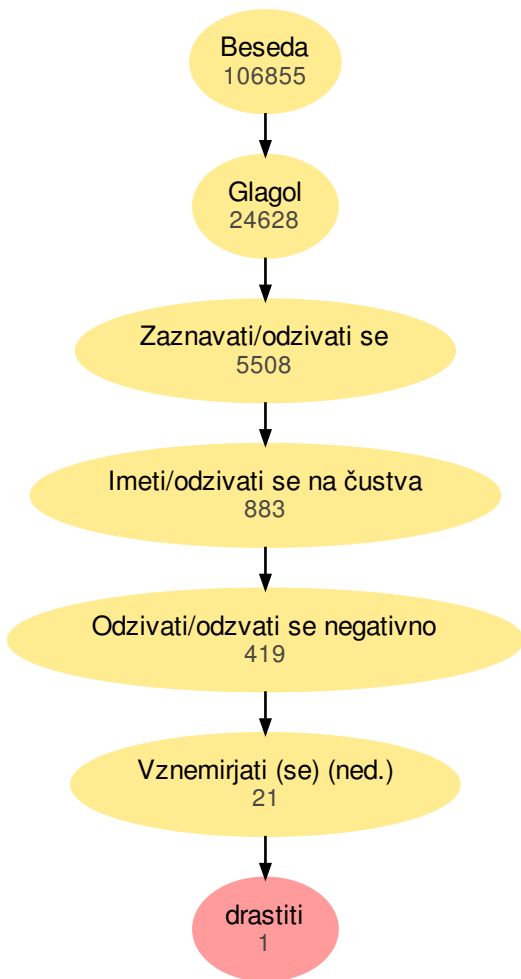 Beseda
106855
Glagol
24628
Zaznavati/odzivati se
5508
Imeti/odzivati se na čustva
883
Odzivati/odzvati se negativno
419
Vznemirjati (se) (ned.)
21
drastiti
1